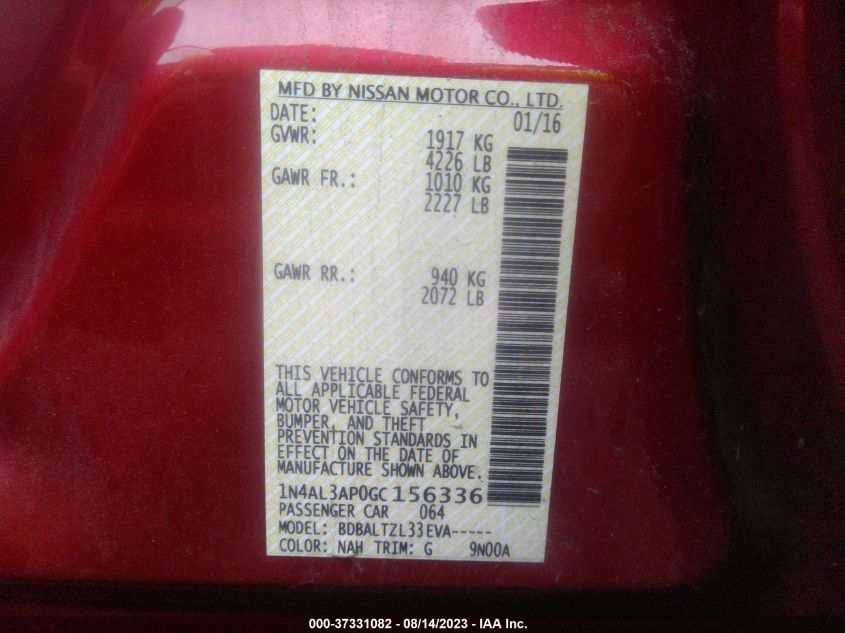 MFD BY NISSAN MOTOR CO., LTD.
DATE: 01/16
GVWR: 1917 KG
4226 LB
GAWR FR.: 1010 KG
2227 LB
GAWR RR.: 940 KG
2072 LB
THIS VEHICLE CONFORMS TO
ALL APPLICABLE FEDERAL
MOTOR VEHICLE SAFETY,
BUMPER, AND THEFT
PREVENTION STANDARDS IN
EFFECT ON THE DATE OF
MANUFACTURE SHOWN ABOVE.
1N4AL3AP0GC156336
PASSENGER CAR 064
MODEL: BDBALTZL33EVA-----
COLOR: NAH TRIM: G 9N00A
000-37331082 - 08/14/2023 - IAA Inc.